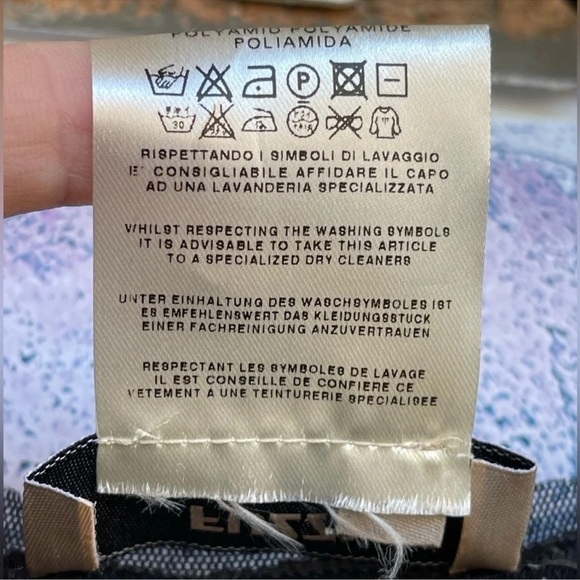 POLYAMID POLYAMIDE
POLIAMIDA
P
30
RISPETTANDO I SIMBOLI DI LAVAGGIO
E' CONSIGLIABILE AFFIDARE IL CAPO
AD UNA LAVANDERIA SPECIALIZZATA
WHILST RESPECTING THE WASHING SYMBOLS
IT IS ADVISABLE TO TAKE THIS ARTICLE
TO A SPECIALIZED DRY CLEANERS
UNTER EINHALTUNG DES WASCHSYMBOLES IST
ES EMFEHLENSWERT DAS KLEIDUNGSSTUCK
EINER FACHREINIGUNG ANZUVERTRAUEN
RESPECTANT LES SYMBOLES DE LAVAGE
IL EST CONSEILLE DE CONFIERE CE
VETEMENT A UNE TEINTURERIE SPECIALISEE